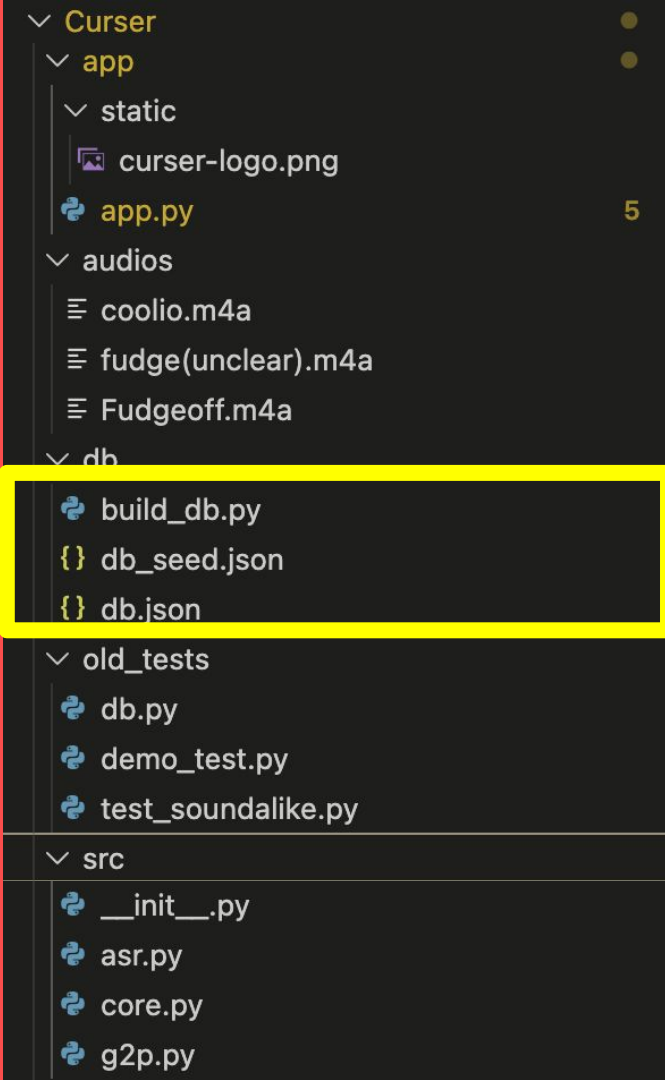 Curser
app
static
curser-logo.png
app.py 5
audios
coolio.m4a
fudge(unclear).m4a
Fudgeoff.m4a
db
build_db.py
{} db_seed.json
{} db.json
old_tests
db.py
demo_test.py
test_soundalike.py
src
__init__.py
asr.py
core.py
g2p.py